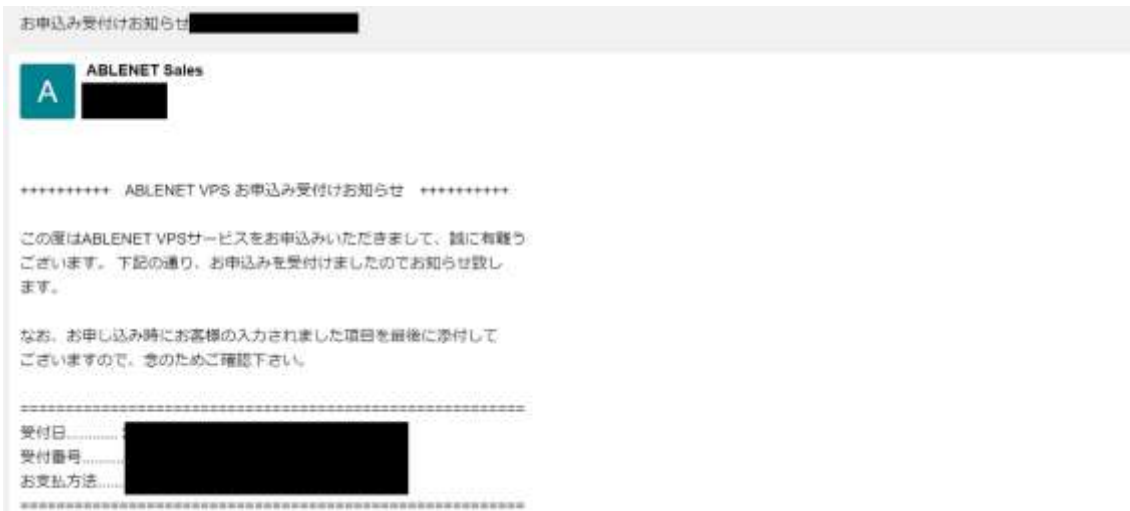 お申込み受付けお知らせ
A
ABLENET Sales
++++++++++ ABLENET VPS お申込み受付けお知らせ ++++++++++
この度はABLENET VPSサービスをお申込みいただきまして、誠に有難う
ございます。 下記の通り、お申込みを受付けましたのでお知らせ致し
ます。
なお、お申し込み時にお客様の入力されました項目を最後に添付して
ございますので、念のためご確認下さい。
========================================================
受付日............ :
受付番号..........
お支払方法......
========================================================